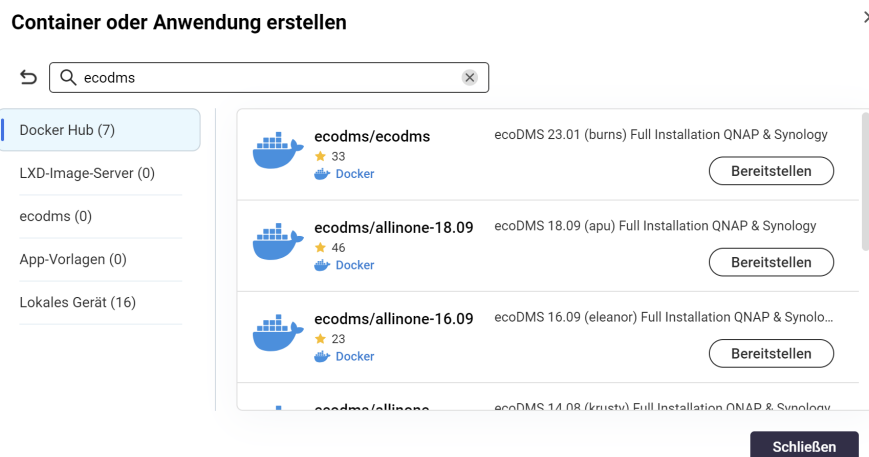 Container oder Anwendung erstellen
ecodms
Docker Hub (7)
LXD-Image-Server (0)
ecodms (0)
App-Vorlagen (0)
Lokales Gerät (16)
ecodms/ecodms
33
Docker
ecoDMS 23.01 (burns) Full Installation QNAP & Synology
Bereitstellen
ecodms/allinone-18.09
46
Docker
ecoDMS 18.09 (apu) Full Installation QNAP & Synology
Bereitstellen
ecodms/allinone-16.09
23
Docker
ecoDMS 16.09 (eleanor) Full Installation QNAP & Synolo...
Bereitstellen
ecodms/allinone
ecoDMS 14.08 (krusty) Full Installation QNAP & Synology
Schließen